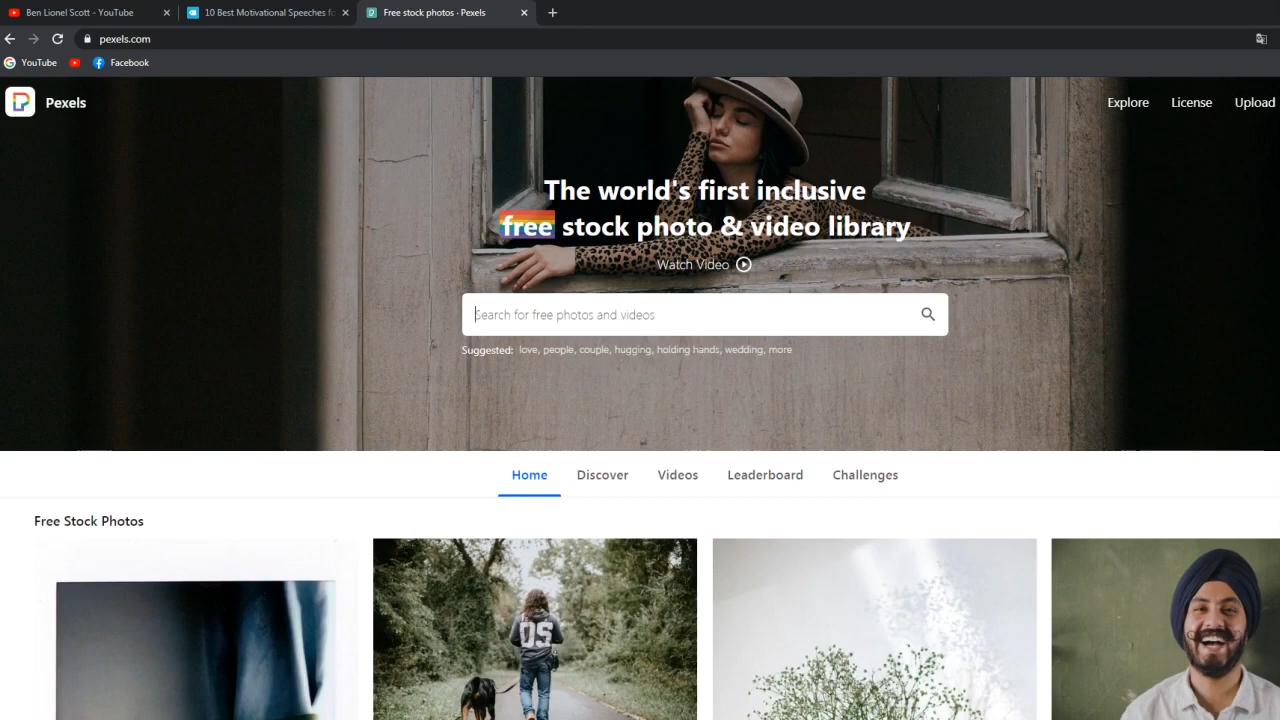 Ben Lionel Scott - YouTube
10 Best Motivational Speeches fo
Free stock photos · Pexels
pexels.com
YouTube
Facebook
Pexels
Explore
License
Upload
The world's first inclusive
free stock photo & video library
Watch Video
Search for free photos and videos
Suggested: love, people, couple, hugging, holding hands, wedding, more
Home
Discover
Videos
Leaderboard
Challenges
Free Stock Photos
05